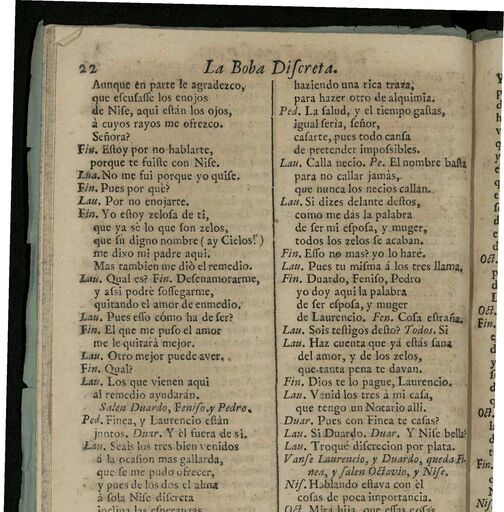 22
La Boba Discreta.
Aunque en parte le agradezco,
que escusasse los enojos
de Nise, aqui estàn los ojos,
à cuyos rayos me ofrezco.
Señora?
Fin. Estoy por no hablarte,
porque te fuiste con Nise.
Lua. No me fui porque yo quise.
Fin. Pues por què?
Lau. Por no enojarte.
Fin. Yo estoy zelosa de ti,
que ya sè lo que son zelos,
que su digno nombre (ay Cielos!)
me dixo mi padre aqui.
Mas tambien me diò el remedio.
Lau. Qual es? Fin. Desenamorarme,
y assi podrè sossegarme,
quitando el amor de enmedio.
Lau. Pues esso còmo ha de ser?
Fin. El que me puso el amor
me le quitarà mejor.
Lau. Otro mejor puede aver,
Fin. Qual?
Lau. Los que vienen aqui
al remedio ayudaràn.
Salen Duardo, Feniso, y Pedro.
Ped. Finea, y Laurencio estàn
juntos. Duar. Y èl fuera de si.
Lau. Seais los tres bien venidos
à la ocasion mas gallarda,
que se me pudo ofrecer,
y pues de los dos el alma
à sola Nise discreta
inclina las esperanzas
haziendo una rica traza,
para hazer otro de alquimia.
Ped. La salud, y el tiempo gastas,
igual seria, señor,
casarte, pues todo cansa
de pretender impossibles.
Lau. Calla necio. Pe. El nombre basta
para no callar jamàs,
que nunca los necios callan.
Lau. Si dizes delante destos,
como me dàs la palabra
de ser mi esposa, y muger,
todos los zelos se acaban.
Fin. Esso no mas? yo lo harè.
Lau. Pues tu misma à los tres llama,
Fin. Duardo, Feniso, Pedro
yo doy aqui la palabra
de ser esposa, y muger
de Laurencio. Fen. Cosa estraña.
Lau. Sois testigos desto? Todos. Si
Lau. Haz cuenta que yà estàs sana
del amor, y de los zelos,
que tanta pena te davan.
Fin. Dios te lo pague, Laurencio.
Lau. Venid los tres à mi casa,
que tengo un Notario alli.
Duar. Pues con Finea te casas?
Lau. Si Duardo. Duar. Y Nise bella?
Lau. Troquè discrecion por plata.
Vanse Laurencio, y Duardo, queda Fi-
nea, y salen Octavio, y Nise.
Nis. Hablando estava con èl
cosas de poca importancia.
Oct. Mira hija, que essas cosas